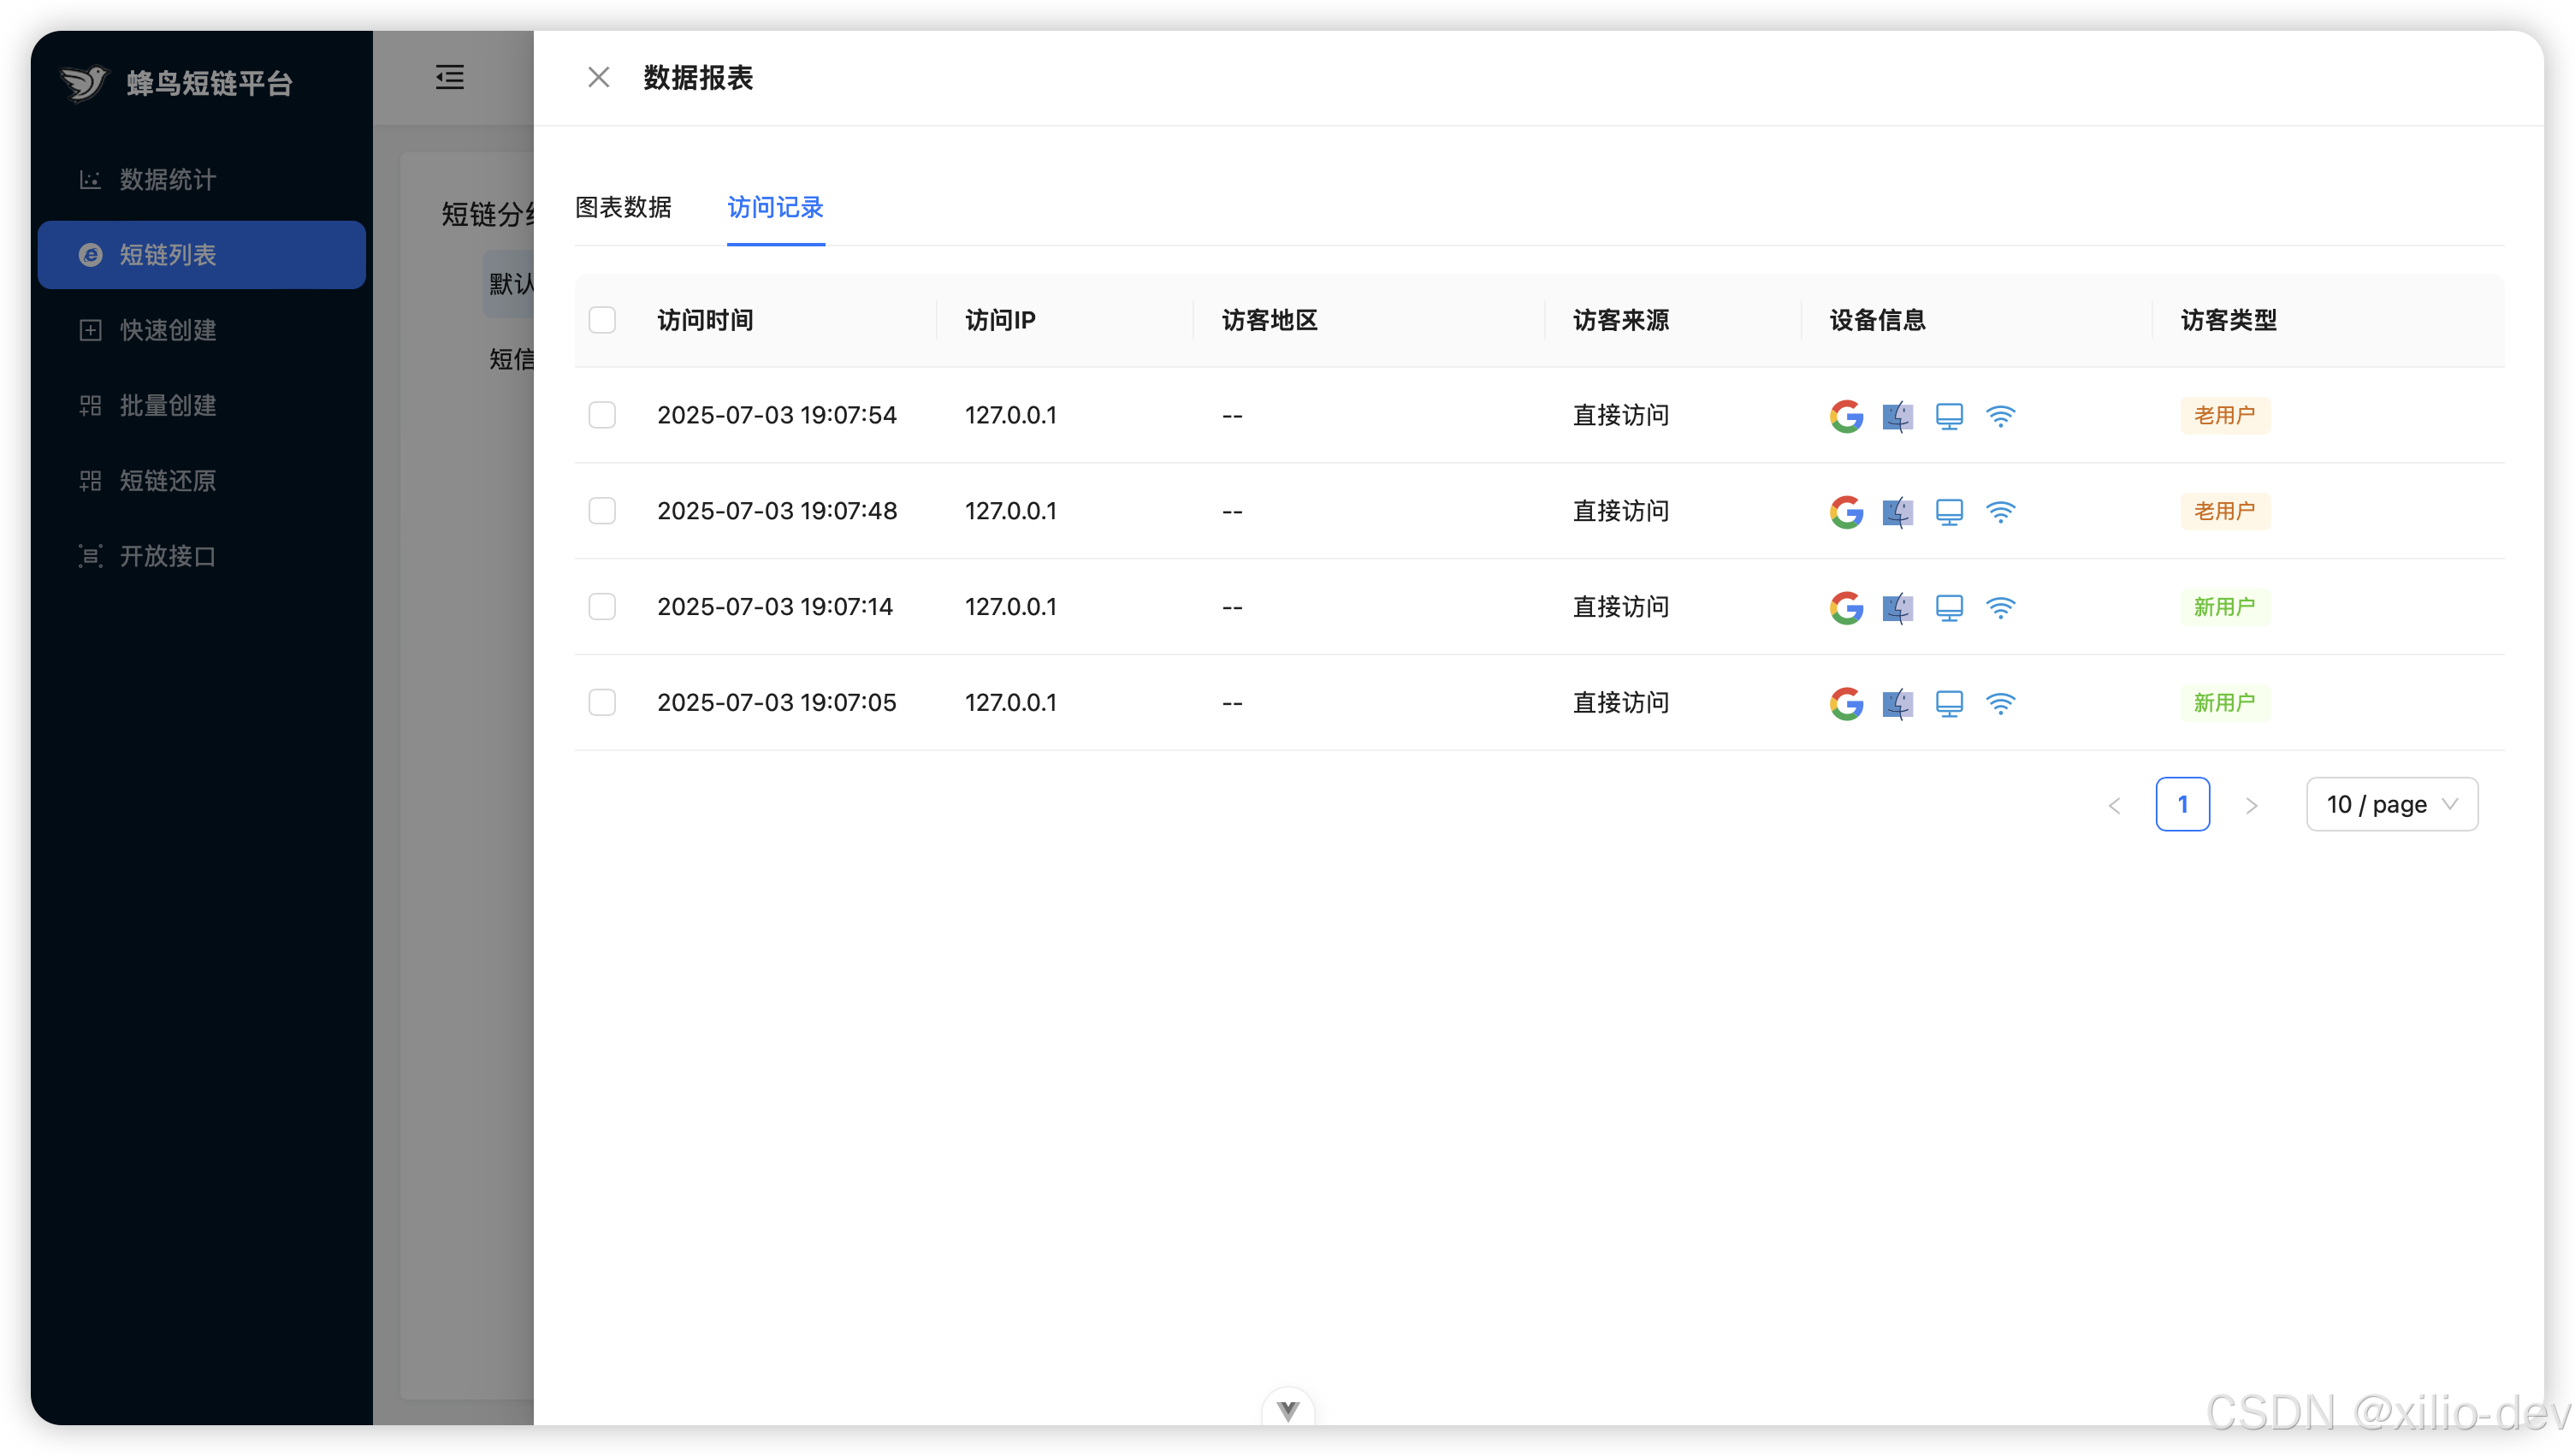 蜂鸟短链平台
数据统计
短链列表
快速创建
批量创建
短链还原
开放接口
短链分
默认
短信
数据报表
图表数据 访问记录
访问时间 访问IP 访客地区 访客来源 设备信息 访客类型
2025-07-03 19:07:54 127.0.0.1 -- 直接访问 老用户
2025-07-03 19:07:48 127.0.0.1 -- 直接访问 老用户
2025-07-03 19:07:14 127.0.0.1 -- 直接访问 新用户
2025-07-03 19:07:05 127.0.0.1 -- 直接访问 新用户
1 10 / page
CSDN @xilio-dev